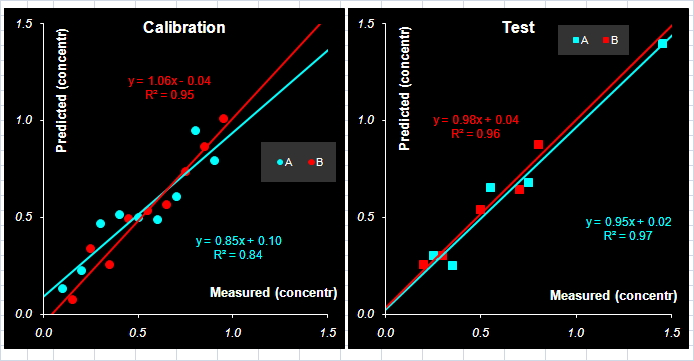 Calibration
Predicted (concentr)
1.5
1.0
0.5
0.0
y = 1.06x - 0.04
R² = 0.95
A B
y = 0.85x + 0.10
R² = 0.84
Measured (concentr)
0.0 0.5 1.0 1.5
Test
Predicted (concentr)
1.5
1.0
0.5
0.0
A B
y = 0.98x + 0.04
R² = 0.96
y = 0.95x + 0.02
R² = 0.97
Measured (concentr)
0.0 0.5 1.0 1.5